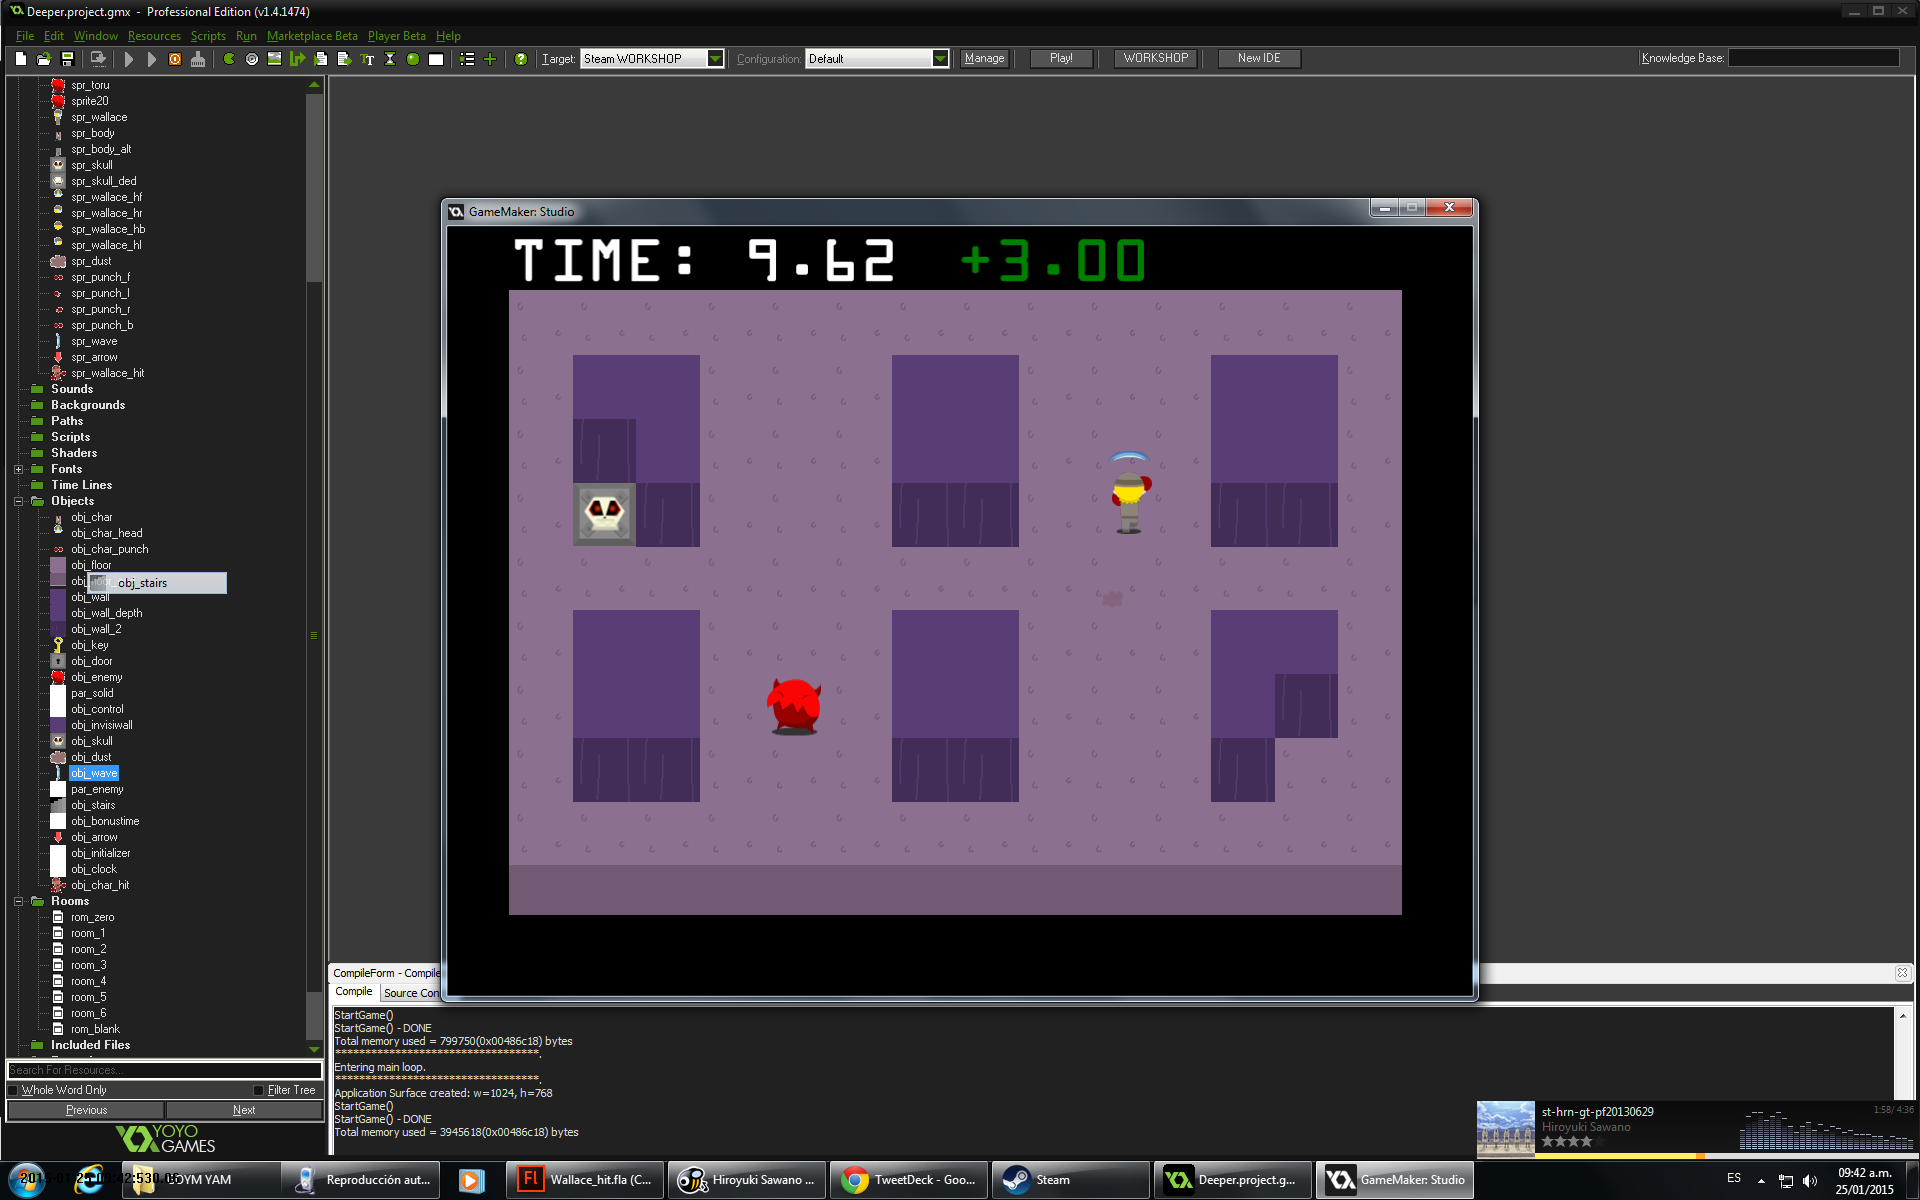 Deeper.project.gmx - Professional Edition (v1.4.1474)
File Edit Window Resources Scripts Run Marketplace Beta Player Beta Help
Target: Steam WORKSHOP Configuration: Default Manage Play! WORKSHOP New IDE Knowledge Base:
spr_toru
sprite20
spr_wallace
spr_body
spr_body_alt
spr_skull
spr_skull_ded
spr_wallace_hf
spr_wallace_hr
spr_wallace_hb
spr_wallace_hl
spr_dust
spr_punch_f
spr_punch_l
spr_punch_r
spr_punch_b
spr_wave
spr_arrow
spr_wallace_hit
Sounds
Backgrounds
Paths
Scripts
Shaders
Fonts
Time Lines
Objects
obj_char
obj_char_head
obj_char_punch
obj_floor
obj_stairs
obj_wall
obj_wall_depth
obj_wall_2
obj_key
obj_door
obj_enemy
par_solid
obj_control
obj_invisiwall
obj_skull
obj_dust
obj_wave
par_enemy
obj_stairs
obj_bonustime
obj_arrow
obj_initializer
obj_clock
obj_char_hit
Rooms
rom_zero
room_1
room_2
room_3
room_4
room_5
room_6
rom_blank
Included Files
Search For Resources...
Whole Word Only Filter Tree
Previous Next
YOYO
GAMES
GameMaker: Studio
TIME: 9.62 +3.00
CompileForm - Compile
Compile Source Con
StartGame()
StartGame() - DONE
Total memory used = 799750(0x00486c18) bytes
**********************************.
Entering main loop.
**********************************.
Application Surface created: w=1024, h=768
StartGame()
StartGame() - DONE
Total memory used = 3945618(0x00486c18) bytes
st-hrn-gt-pf20130629
1:58/ 4:36
Hiroyuki Sawano
YAM Reproducción aut... Wallace_hit.fla (C... Hiroyuki Sawano ... TweetDeck - Goo... Steam Deeper.project.g... GameMaker: Studio ES
09:42 a.m.
25/01/2015